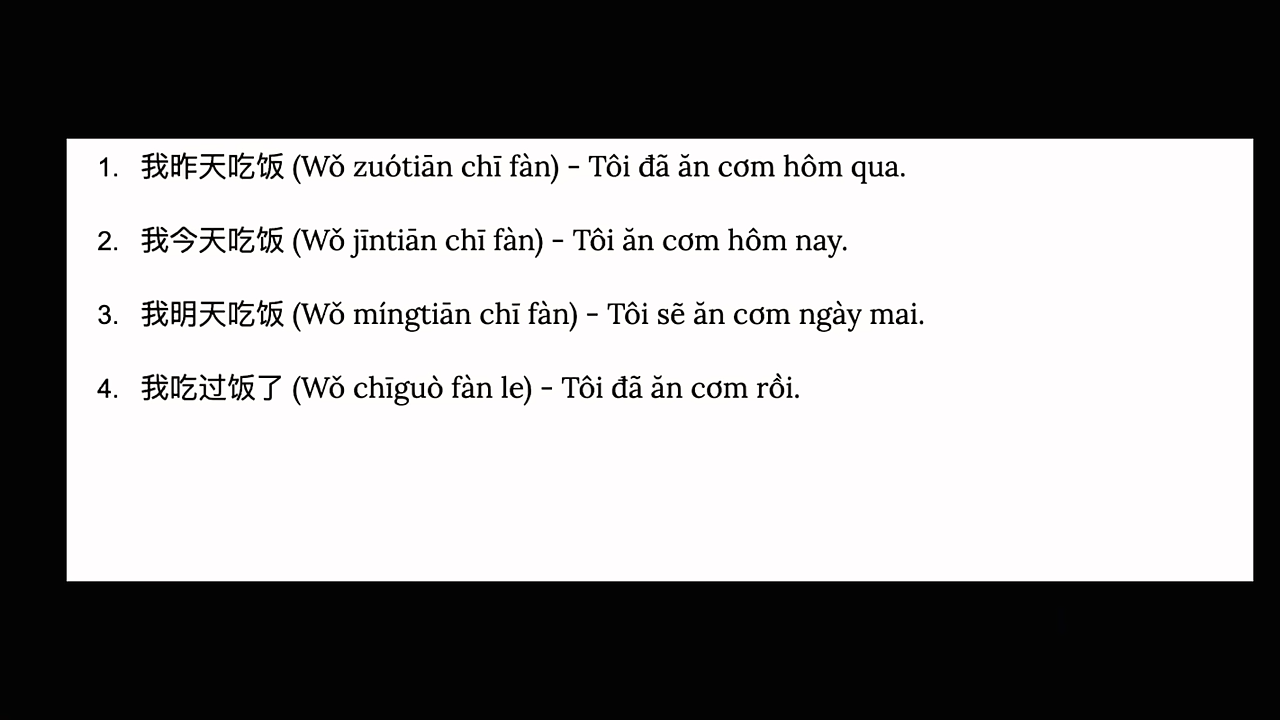 1. 我昨天吃饭 (Wǒ zuótiān chī fàn) - Tôi đã ăn cơm hôm qua.
2. 我今天吃饭 (Wǒ jīntiān chī fàn) - Tôi ăn cơm hôm nay.
3. 我明天吃饭 (Wǒ míngtiān chī fàn) - Tôi sẽ ăn cơm ngày mai.
4. 我吃过饭了 (Wǒ chīguò fàn le) - Tôi đã ăn cơm rồi.